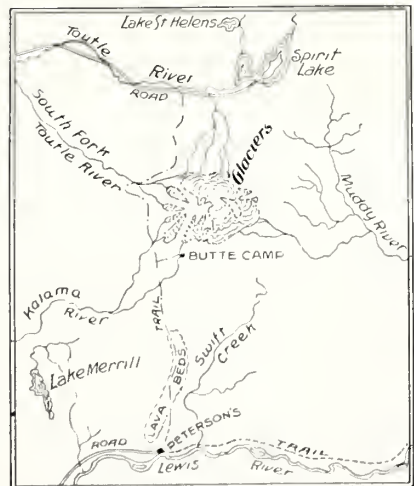 Lake St Helens
Toutle
River
ROAD
Spirit
Lake
South Fork
Toutle River
Glaciers
Muddy River
BUTTE CAMP
Kalama
River
TRAIL
LAVA
BEDS
Swift
Creek
Lake Merrill
PETERSON'S
ROAD
Lewis
River
TRAIL